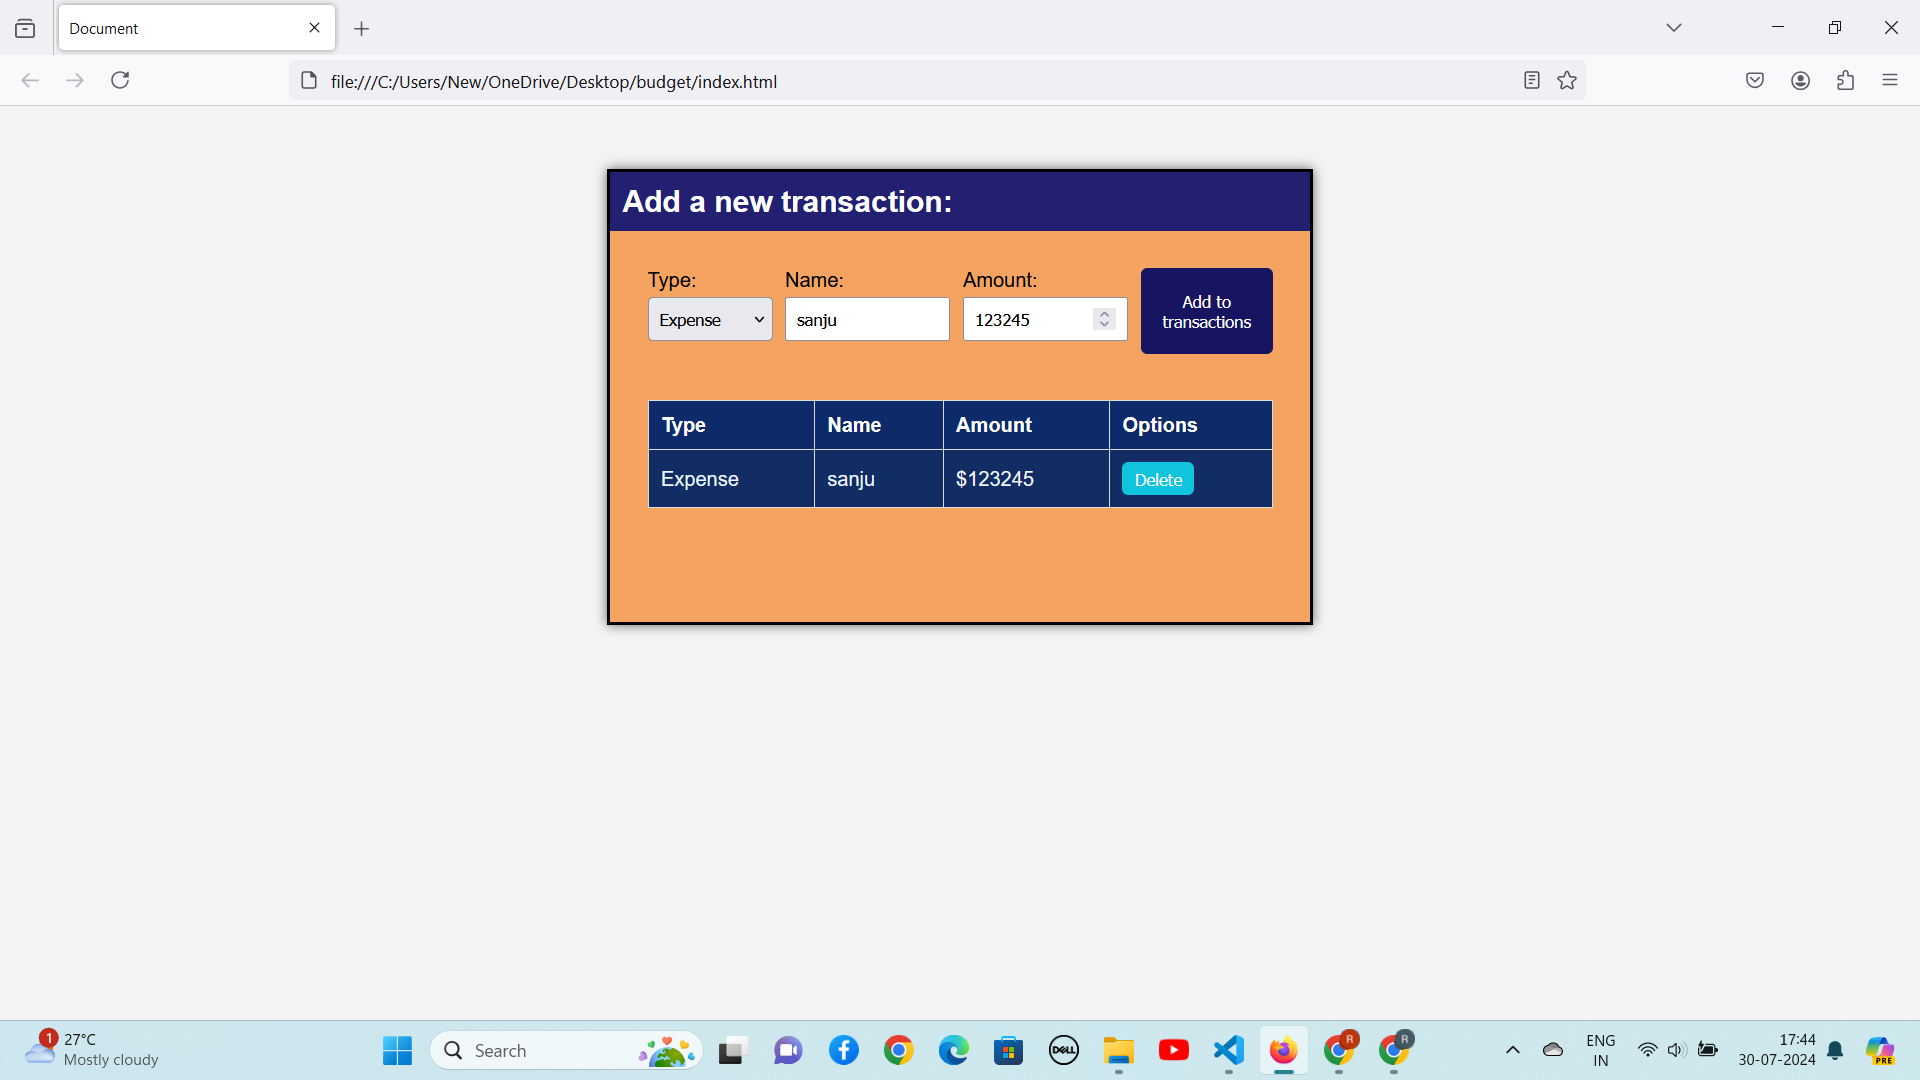 Document
file:///C:/Users/New/OneDrive/Desktop/budget/index.html
Add a new transaction:
Type:
Name:
Amount:
Expense
sanju
123245
Add to
transactions
Type
Name
Amount
Options
Expense
sanju
$123245
Delete
1
27°C
Mostly cloudy
Search
DELL
R
R
ENG
IN
17:44
30-07-2024
PRE